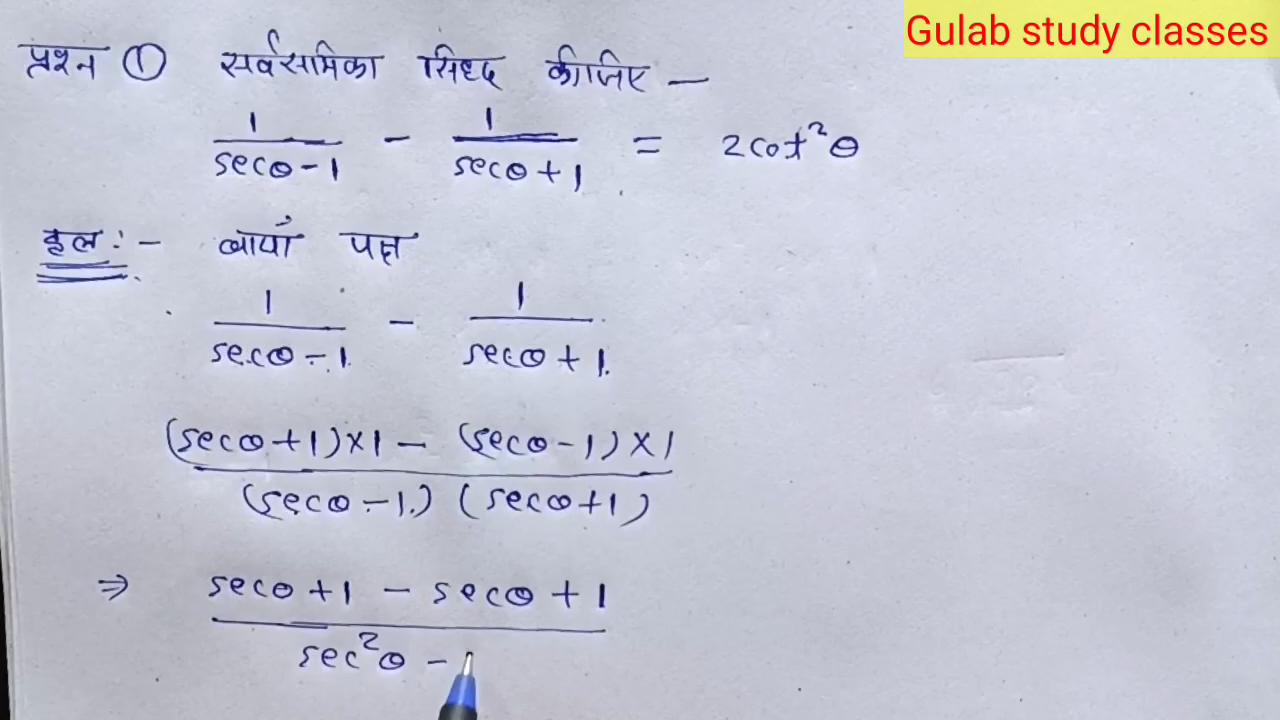 Gulab study classes
प्रश्न ① सर्वसमिका सिध्द कीजिए –
1/(secθ-1) - 1/(secθ+1) = 2cot²θ
हल :- बायाँ पक्ष
1/(secθ-1) - 1/(secθ+1)
(secθ+1)×1 - (secθ-1)×1
(secθ-1)(secθ+1)
⇒ secθ+1 - secθ+1
sec²θ -